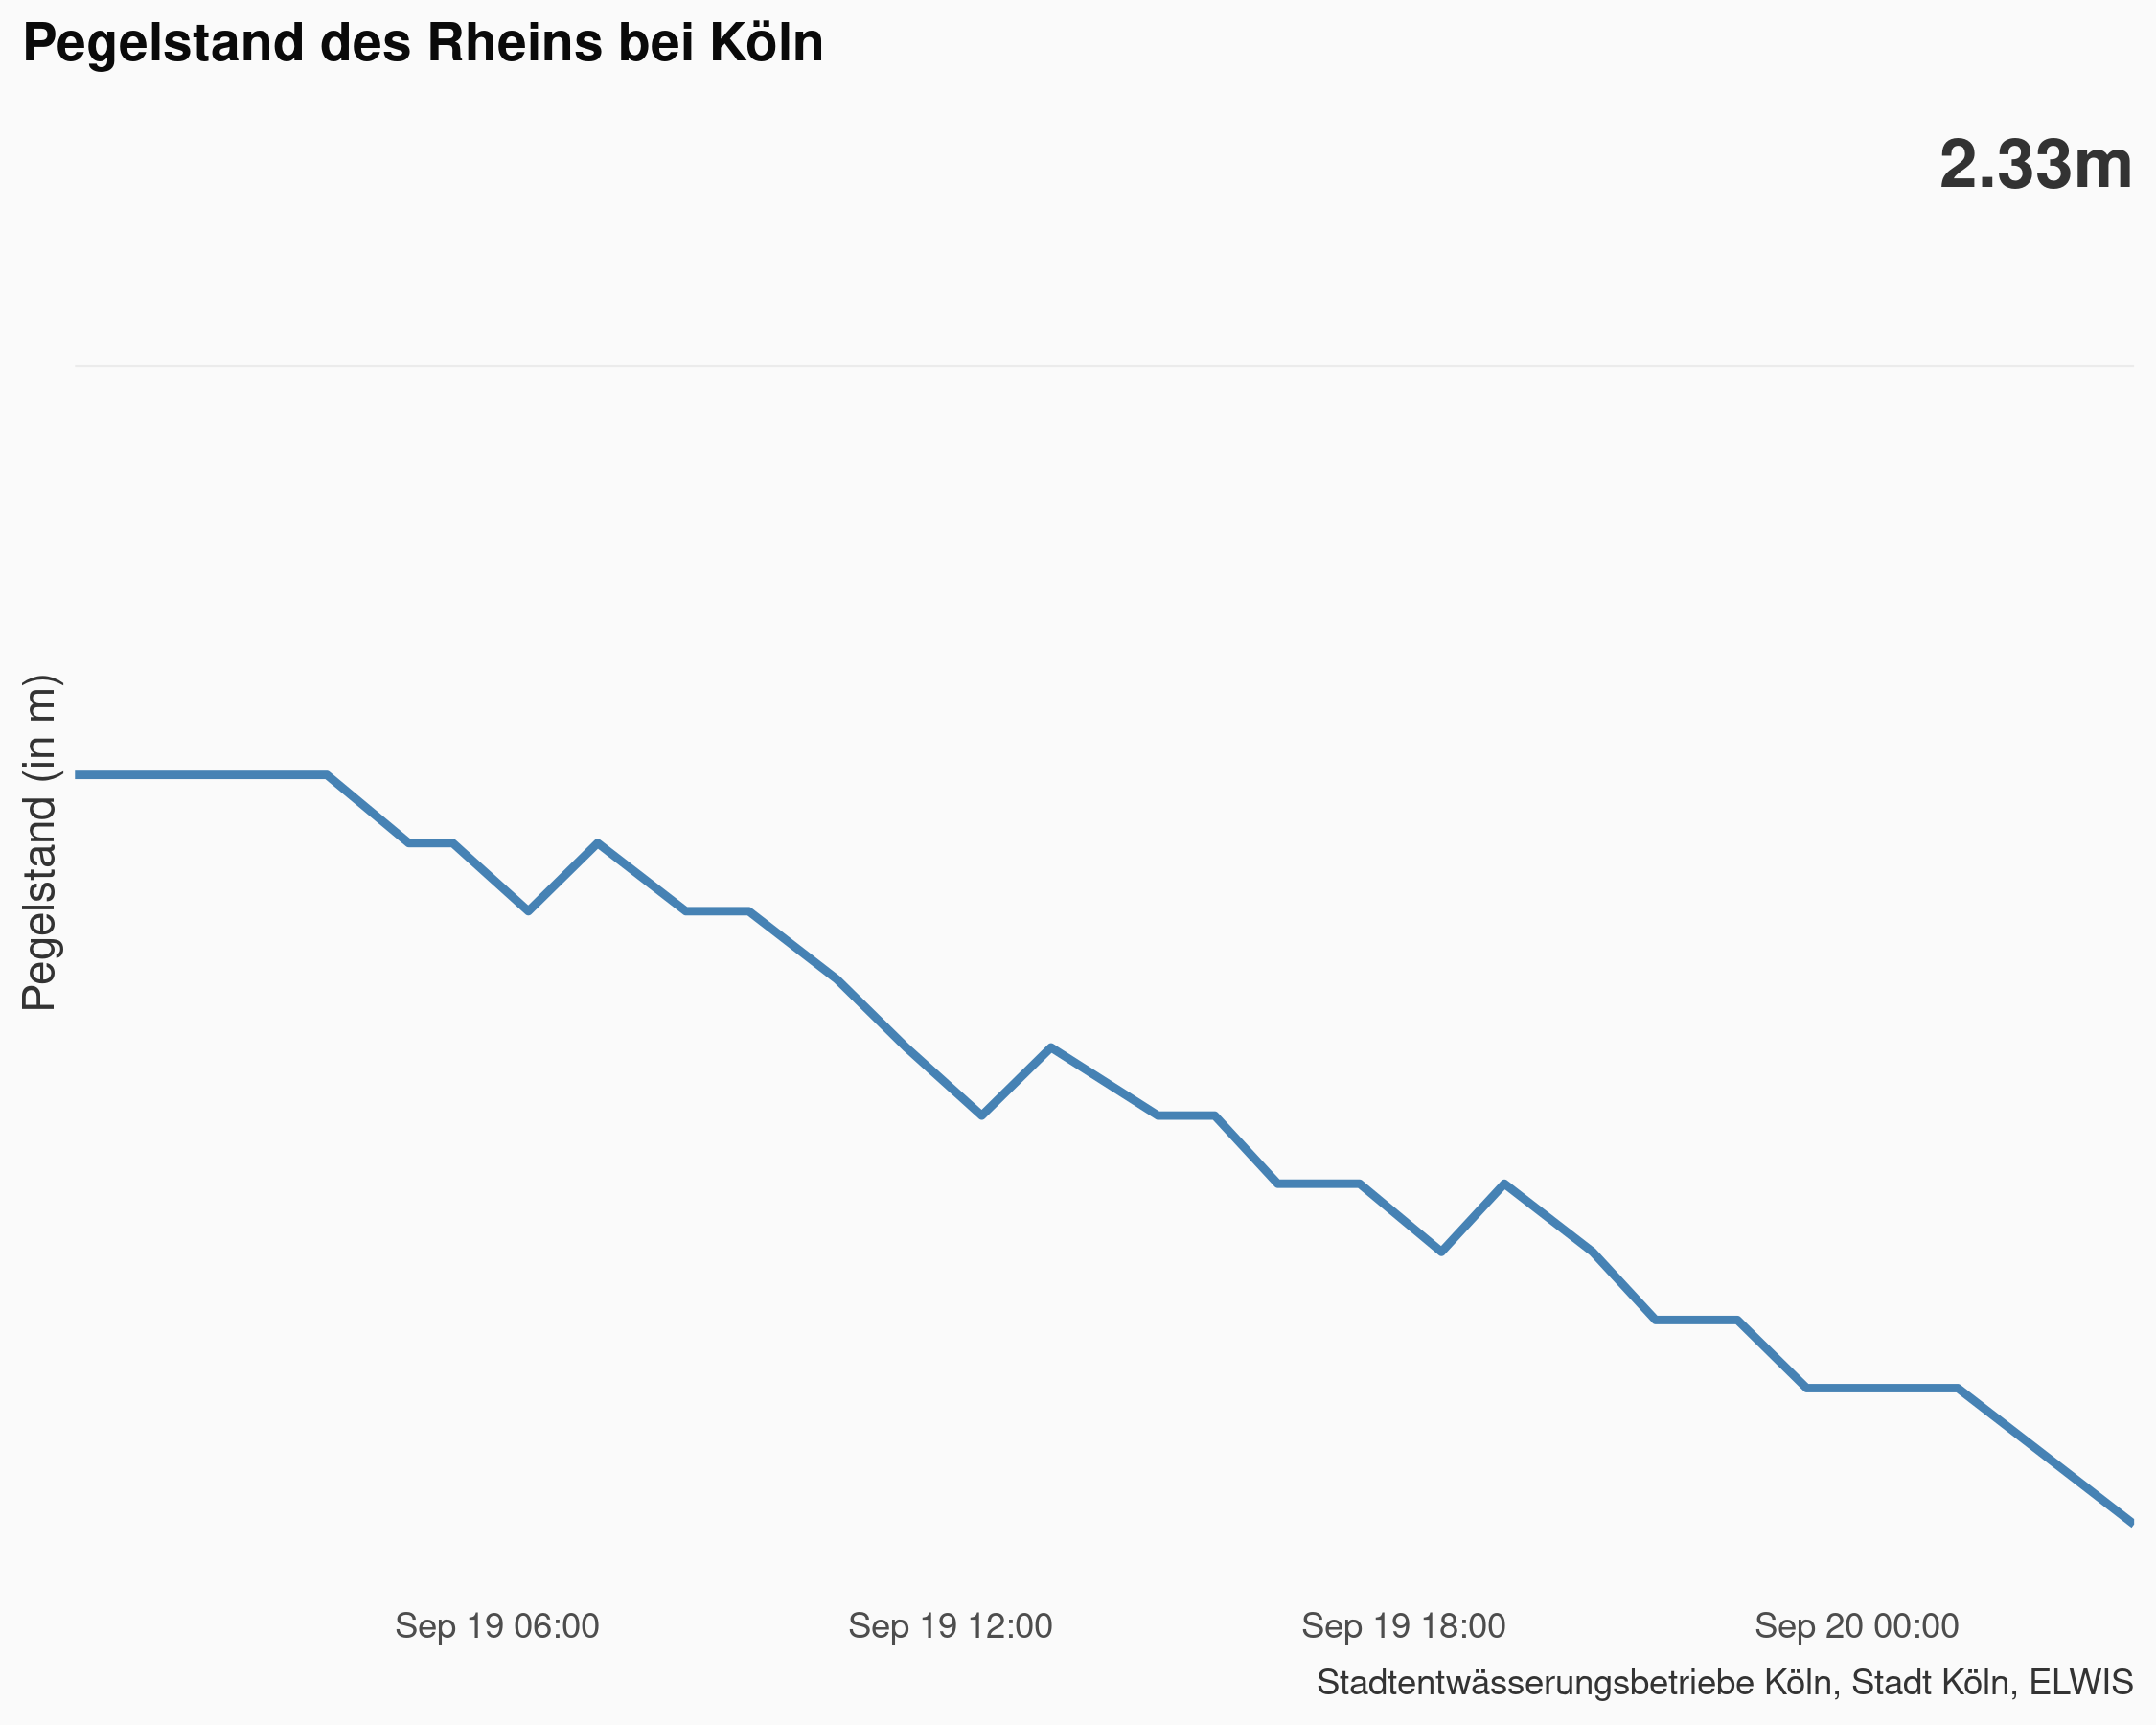 Pegelstand des Rheins bei Köln
2.33m
Pegelstand (in m)
Sep 19 06:00
Sep 19 12:00
Sep 19 18:00
Sep 20 00:00
Stadtentwässerungsbetriebe Köln, Stadt Köln, ELWIS